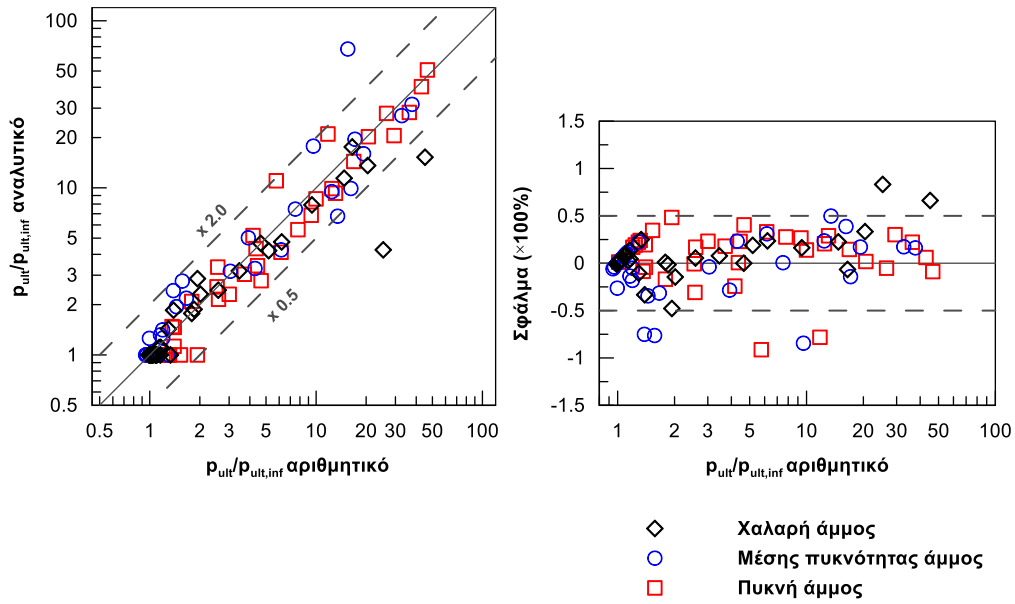 100
50
30
20
10
5
3
2
1
0.5
p_ult/p_ult,inf αναλυτικό
x 2.0
x 0.5
0.5 1 2 3 5 10 20 30 50 100
p_ult/p_ult,inf αριθμητικό
1.5
1
0.5
0
-0.5
-1
-1.5
Σφάλμα (×100%)
1 2 3 5 10 20 30 50 100
p_ult/p_ult,inf αριθμητικό
Χαλαρή άμμος
Μέσης πυκνότητας άμμος
Πυκνή άμμος